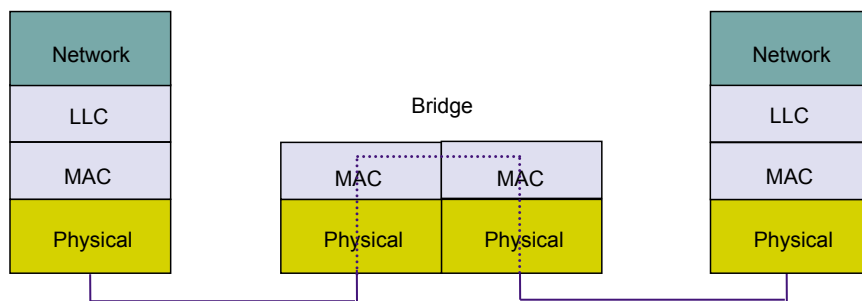 Network
Network
LLC
LLC
Bridge
MAC
MAC
MAC
MAC
Physical
Physical
Physical
Physical